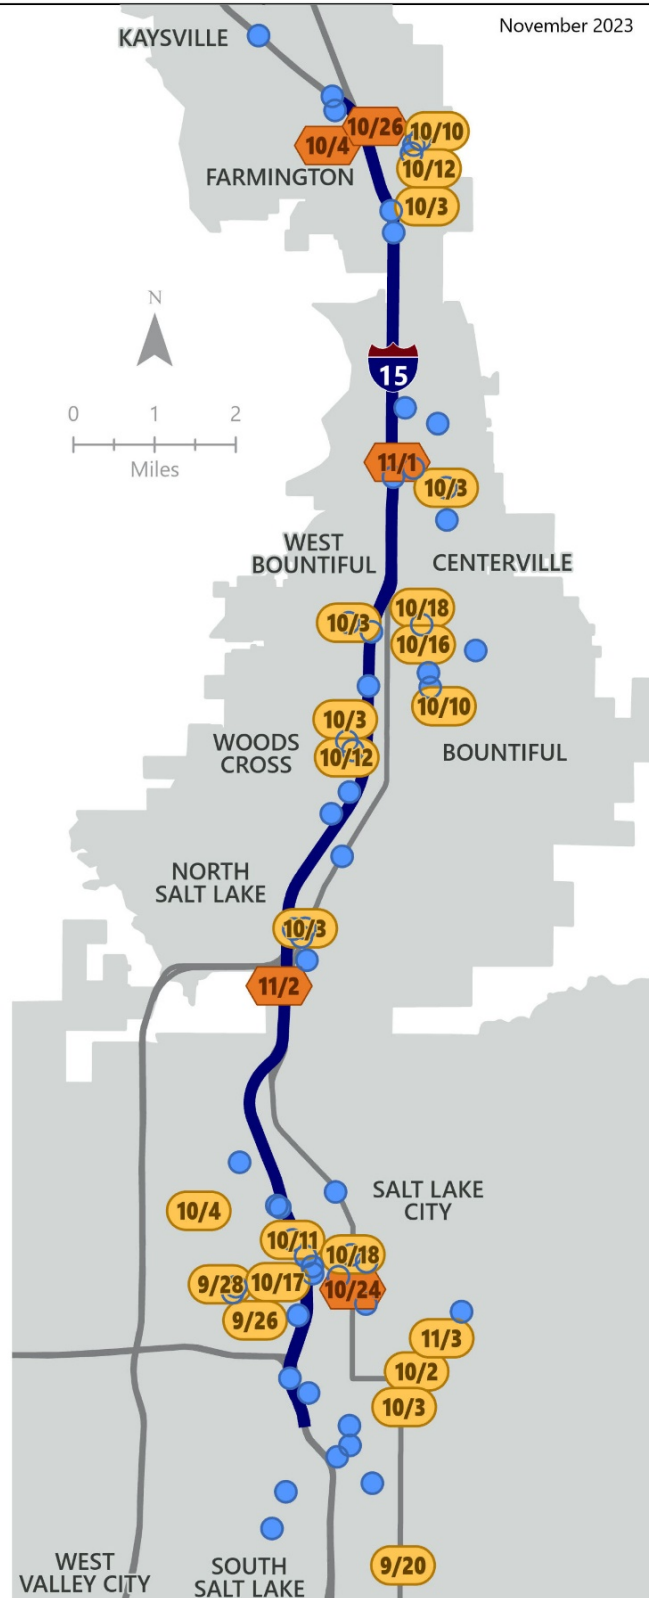 November 2023
KAYSVILLE
10/26
10/10
10/4
10/12
FARMINGTON
10/3
N
15
0 1 2
Miles
11/1
10/3
WEST
BOUNTIFUL
CENTERVILLE
10/18
10/3
10/16
10/10
10/3
WOODS
CROSS
10/12
BOUNTIFUL
NORTH
SALT LAKE
10/3
11/2
SALT LAKE
CITY
10/4
10/11
10/18
9/28
10/17
10/24
9/26
11/3
10/2
10/3
WEST
VALLEY CITY
SOUTH
SALT LAKE
9/20